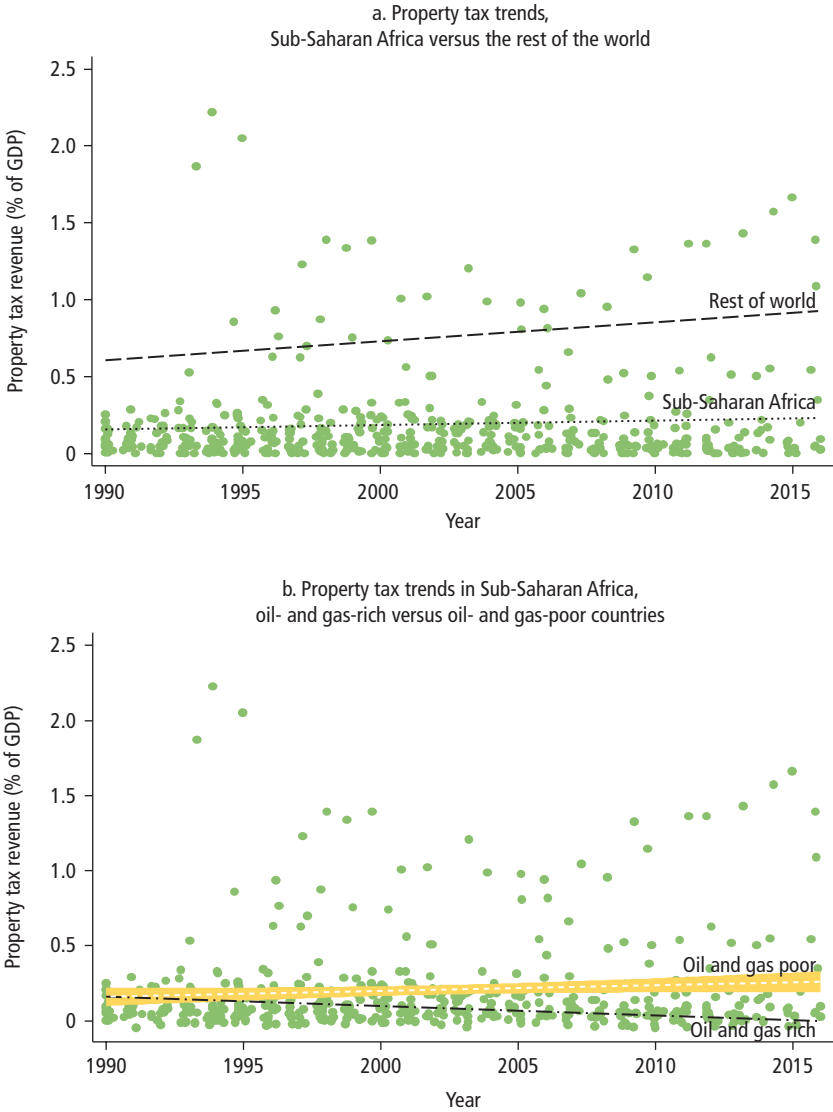 a. Property tax trends,
Sub-Saharan Africa versus the rest of the world
Property tax revenue (% of GDP)
2.5
2.0
1.5
1.0
0.5
0
Rest of world
Sub-Saharan Africa
1990 1995 2000 2005 2010 2015
Year
b. Property tax trends in Sub-Saharan Africa,
oil- and gas-rich versus oil- and gas-poor countries
Property tax revenue (% of GDP)
2.5
2.0
1.5
1.0
0.5
0
Oil and gas poor
Oil and gas rich
1990 1995 2000 2005 2010 2015
Year